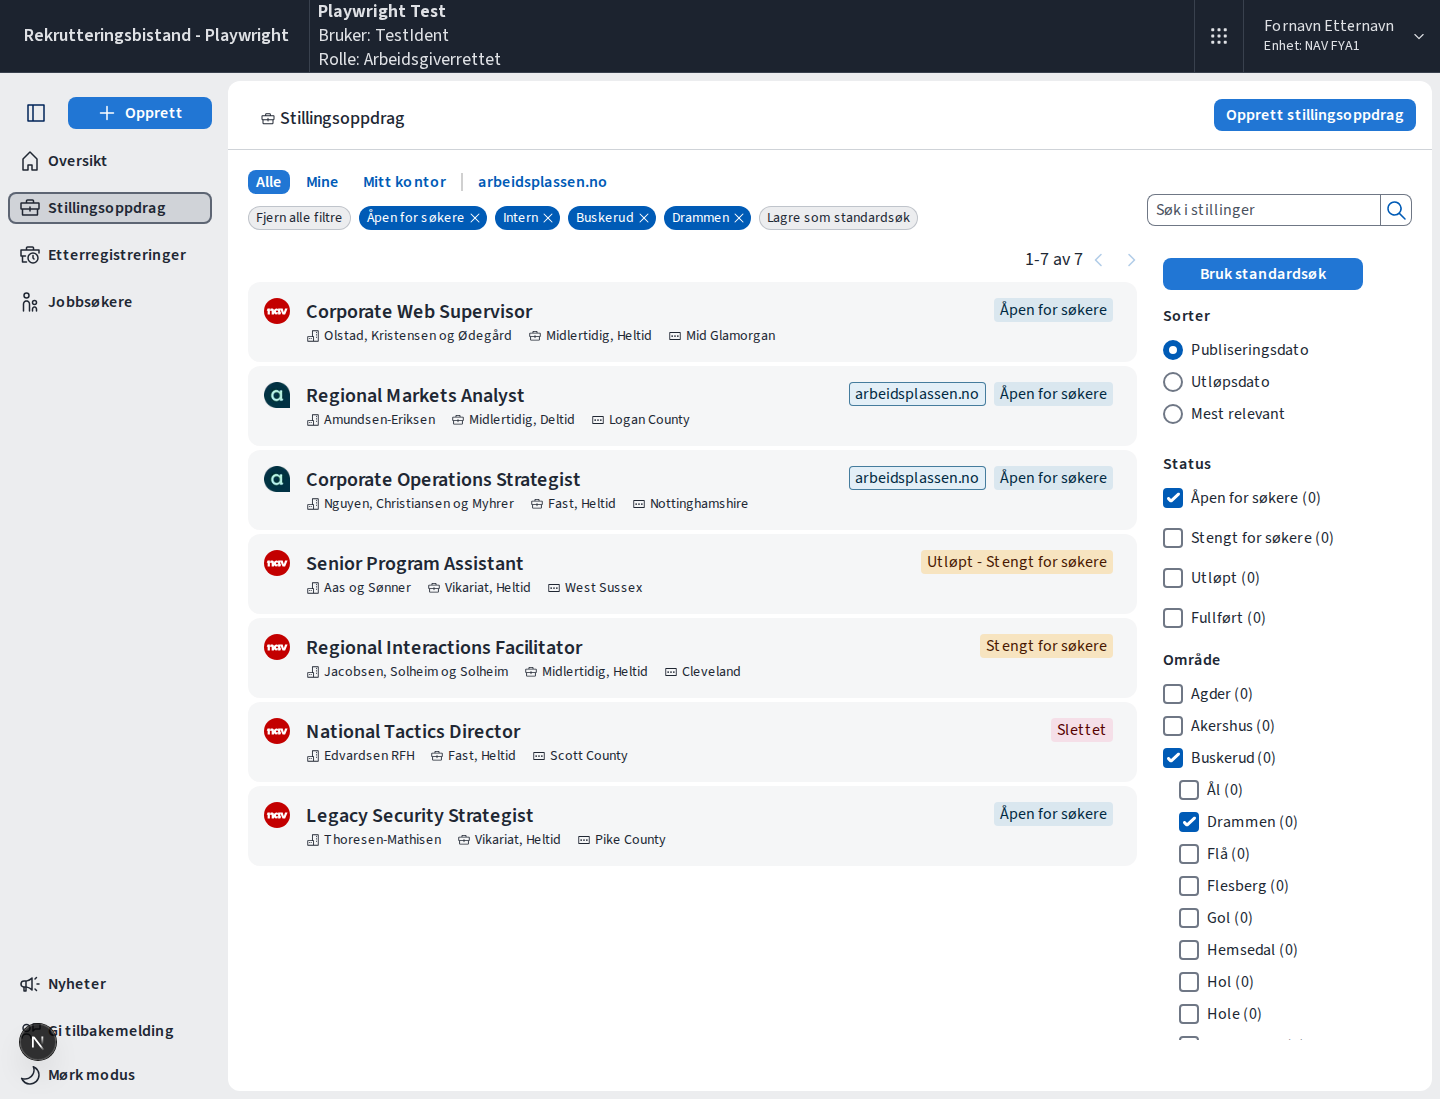 Rekrutteringsbistand - Playwright
Playwright Test
Bruker: TestIdent
Rolle: Arbeidsgiverrettet
Fornavn Etternavn
Enhet: NAV FYA1
Opprett
Oversikt
Stillingsoppdrag
Etterregistreringer
Jobbsøkere
Nyheter
Gi tilbakemelding
N
Mørk modus
Stillingsoppdrag
Opprett stillingsoppdrag
Alle
Mine
Mitt kontor
arbeidsplassen.no
Fjern alle filtre
Åpen for søkere
Intern
Buskerud
Drammen
Lagre som standardsøk
Søk i stillinger
1-7 av 7
nav
Corporate Web Supervisor
Åpen for søkere
Olstad, Kristensen og Ødegård
Midlertidig, Heltid
Mid Glamorgan
a
Regional Markets Analyst
arbeidsplassen.no
Åpen for søkere
Amundsen-Eriksen
Midlertidig, Deltid
Logan County
a
Corporate Operations Strategist
arbeidsplassen.no
Åpen for søkere
Nguyen, Christiansen og Myhrer
Fast, Heltid
Nottinghamshire
nav
Senior Program Assistant
Utløpt - Stengt for søkere
Aas og Sønner
Vikariat, Heltid
West Sussex
nav
Regional Interactions Facilitator
Stengt for søkere
Jacobsen, Solheim og Solheim
Midlertidig, Heltid
Cleveland
nav
National Tactics Director
Slettet
Edvardsen RFH
Fast, Heltid
Scott County
nav
Legacy Security Strategist
Åpen for søkere
Thoresen-Mathisen
Vikariat, Heltid
Pike County
Bruk standardsøk
Sorter
Publiseringsdato
Utløpsdato
Mest relevant
Status
Åpen for søkere (0)
Stengt for søkere (0)
Utløpt (0)
Fullført (0)
Område
Agder (0)
Akershus (0)
Buskerud (0)
Ål (0)
Drammen (0)
Flå (0)
Flesberg (0)
Gol (0)
Hemsedal (0)
Hol (0)
Hole (0)